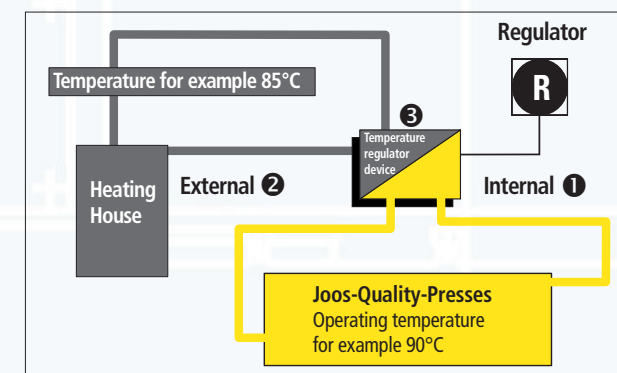 Regulator
R
Temperature for example 85°C
❸
Temperature
regulator
device
Heating
House
External ❷
Internal ❶
Joos-Quality-Presses
Operating temperature
for example 90°C